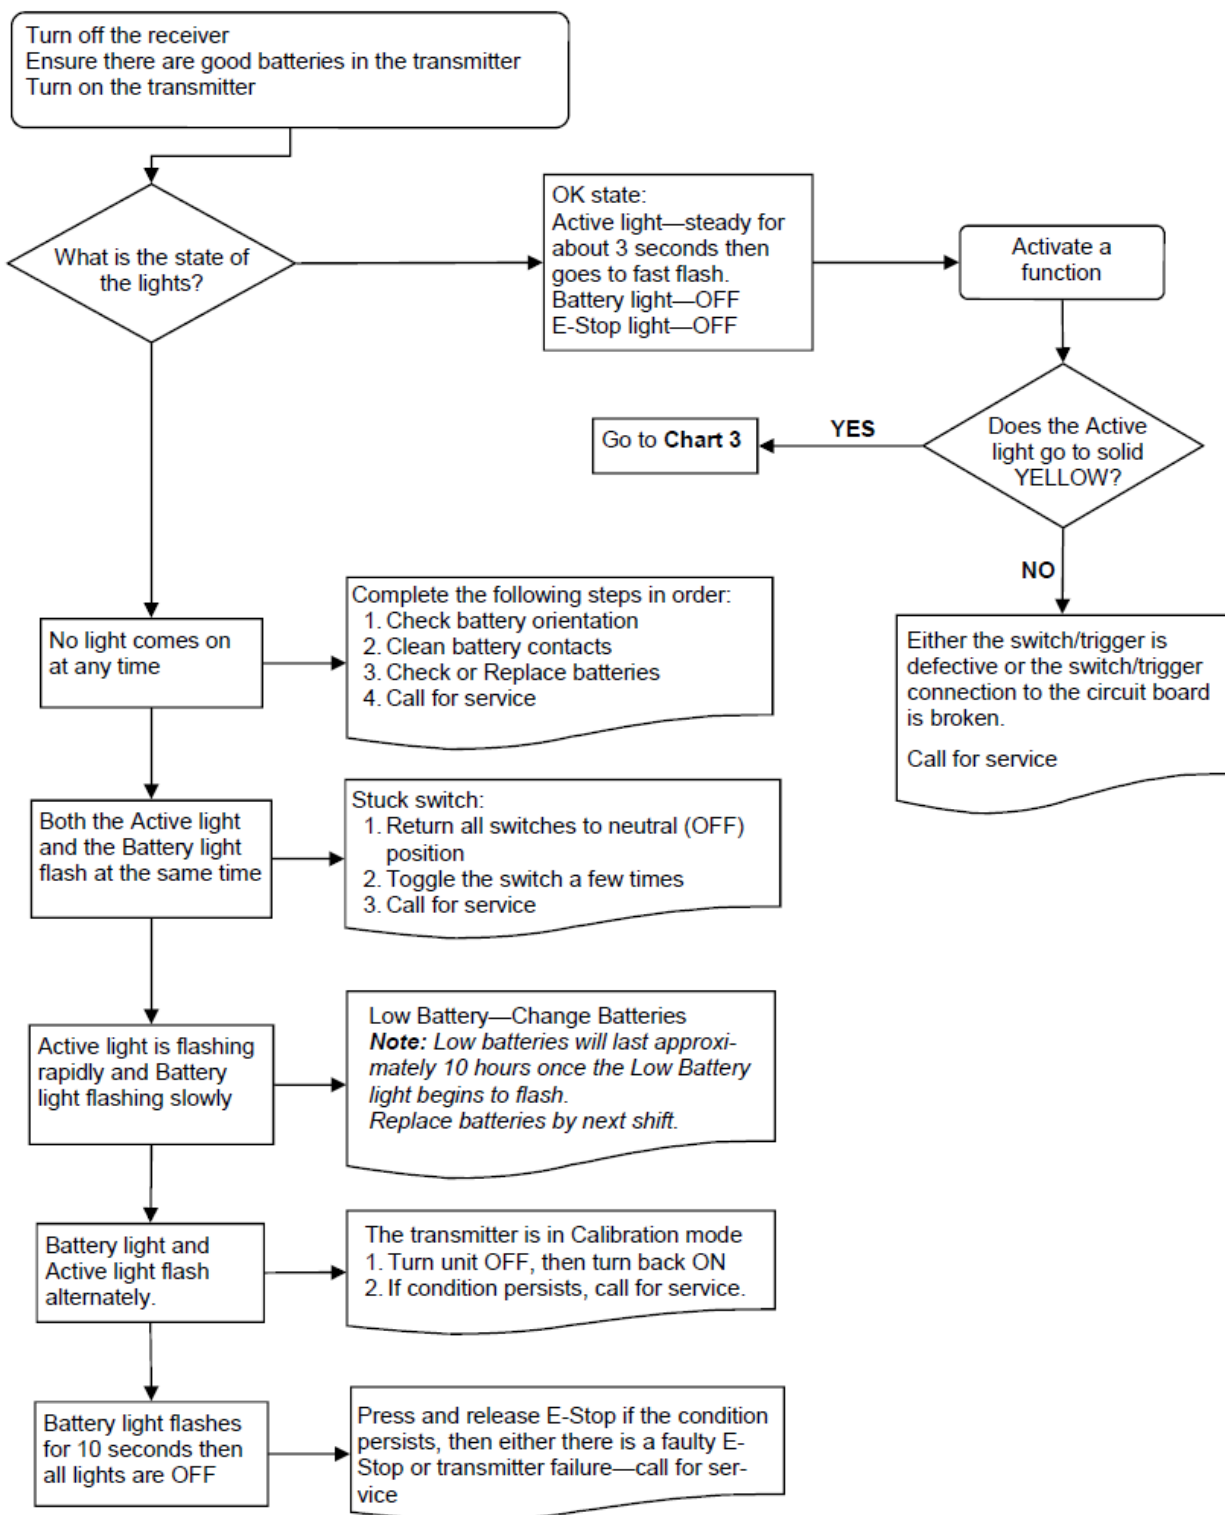 Turn off the receiver
Ensure there are good batteries in the transmitter
Turn on the transmitter
What is the state of
the lights?
OK state:
Active light—steady for
about 3 seconds then
goes to fast flash.
Battery light—OFF
E-Stop light—OFF
Activate a
function
Does the Active
light go to solid
YELLOW?
YES
Go to Chart 3
NO
Either the switch/trigger is
defective or the switch/trigger
connection to the circuit board
is broken.
Call for service
No light comes on
at any time
Complete the following steps in order:
1. Check battery orientation
2. Clean battery contacts
3. Check or Replace batteries
4. Call for service
Both the Active light
and the Battery light
flash at the same time
Stuck switch:
1. Return all switches to neutral (OFF)
position
2. Toggle the switch a few times
3. Call for service
Active light is flashing
rapidly and Battery
light flashing slowly
Low Battery—Change Batteries
Note: Low batteries will last approxi-
mately 10 hours once the Low Battery
light begins to flash.
Replace batteries by next shift.
Battery light and
Active light flash
alternately.
The transmitter is in Calibration mode
1. Turn unit OFF, then turn back ON
2. If condition persists, call for service.
Battery light flashes
for 10 seconds then
all lights are OFF
Press and release E-Stop if the condition
persists, then either there is a faulty E-
Stop or transmitter failure—call for ser-
vice